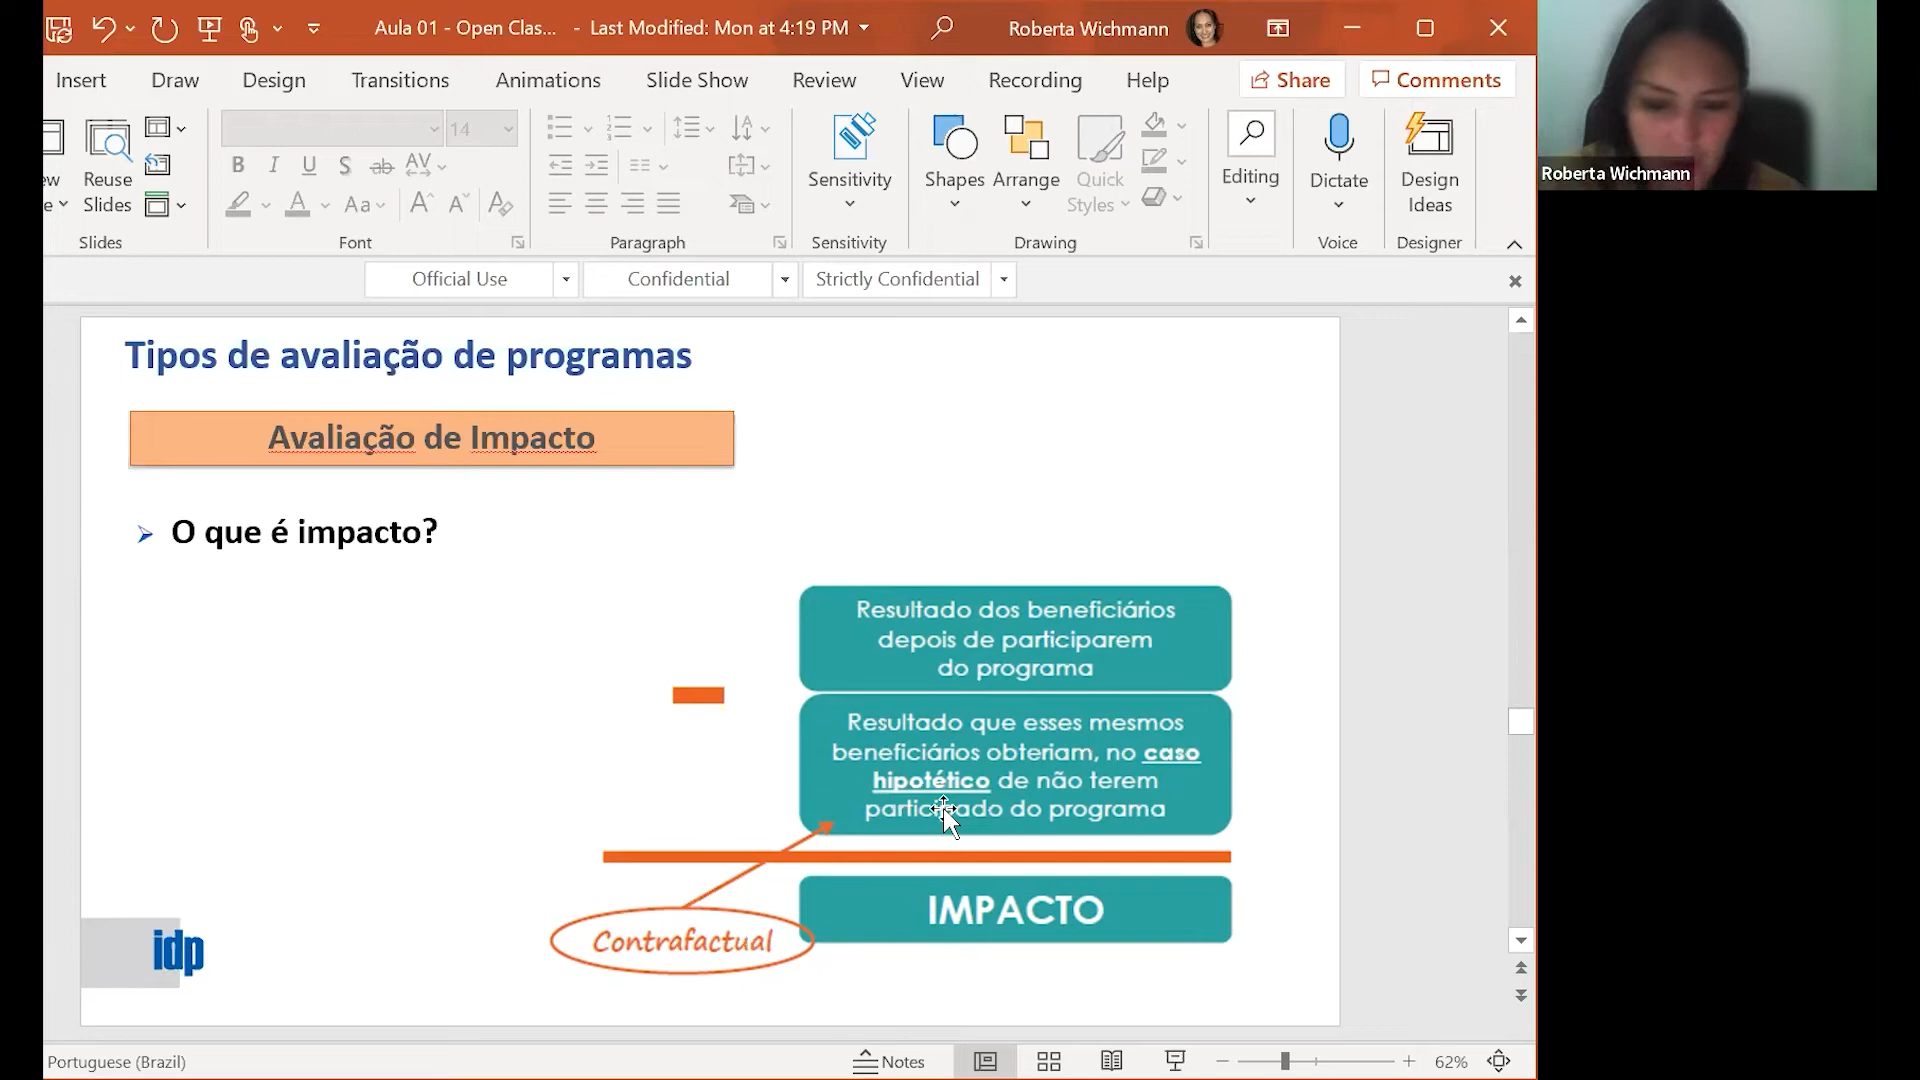 Aula 01 - Open Clas... - Last Modified: Mon at 4:19 PM
Roberta Wichmann
Insert Draw Design Transitions Animations Slide Show Review View Recording Help Share Comments
14
Reuse
Slides
Sensitivity
Shapes
Arrange
Quick
Styles
Editing
Dictate
Design
Ideas
Slides Font Paragraph Sensitivity Drawing Voice Designer
Official Use Confidential Strictly Confidential
Roberta Wichmann
Tipos de avaliação de programas
Avaliação de Impacto
O que é impacto?
Resultado dos beneficiários
depois de participarem
do programa
Resultado que esses mesmos
beneficiários obteriam, no caso
hipotético de não terem
participado do programa
IMPACTO
Contrafactual
idp
Portuguese (Brazil) Notes 62%